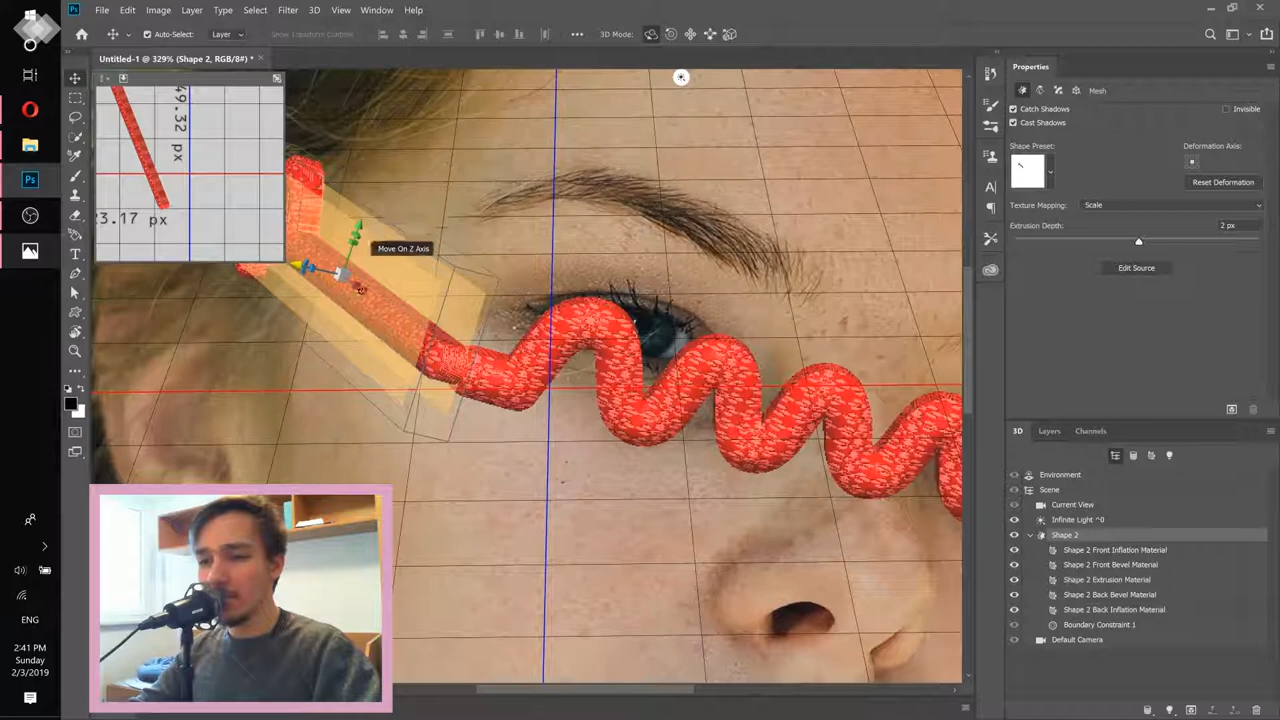 Ps File Edit Image Layer Type Select Filter 3D View Window Help
Auto-Select: Layer Show Transform Controls 3D Mode:
Untitled-1 @ 329% (Shape 2, RGB/8#) *
49.32 px
3.17 px
Move On Z Axis
Properties
Mesh
Catch Shadows Invisible
Cast Shadows
Shape Preset: Deformation Axis:
Reset Deformation
Texture Mapping: Scale
Extrusion Depth: 2 px
Edit Source
3D Layers Channels
Environment
Scene
Current View
Infinite Light ^0
Shape 2
Shape 2 Front Inflation Material
Shape 2 Front Bevel Material
Shape 2 Extrusion Material
Shape 2 Back Bevel Material
Shape 2 Back Inflation Material
Boundary Constraint 1
Default Camera
Ps
ENG
2:41 PM
Sunday
2/3/2019